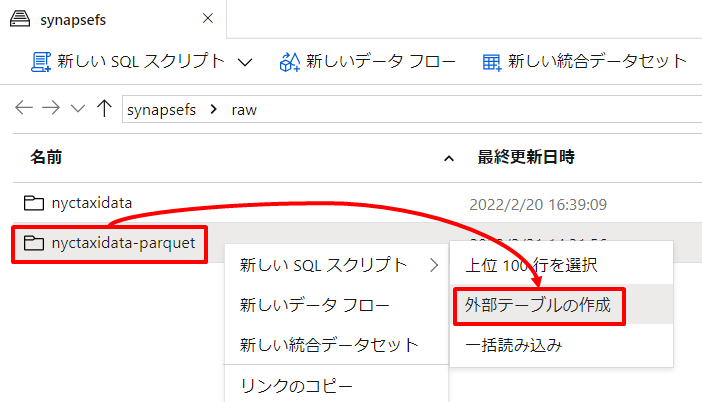 synapsefs
新しい SQL スクリプト
新しいデータ フロー
新しい統合データセット
synapsefs > raw
名前
最終更新日時
nyctaxidata
2022/2/20 16:39:09
nyctaxidata-parquet
新しい SQL スクリプト
上位 100 行を選択
新しいデータ フロー
外部テーブルの作成
新しい統合データセット
一括読み込み
リンクのコピー